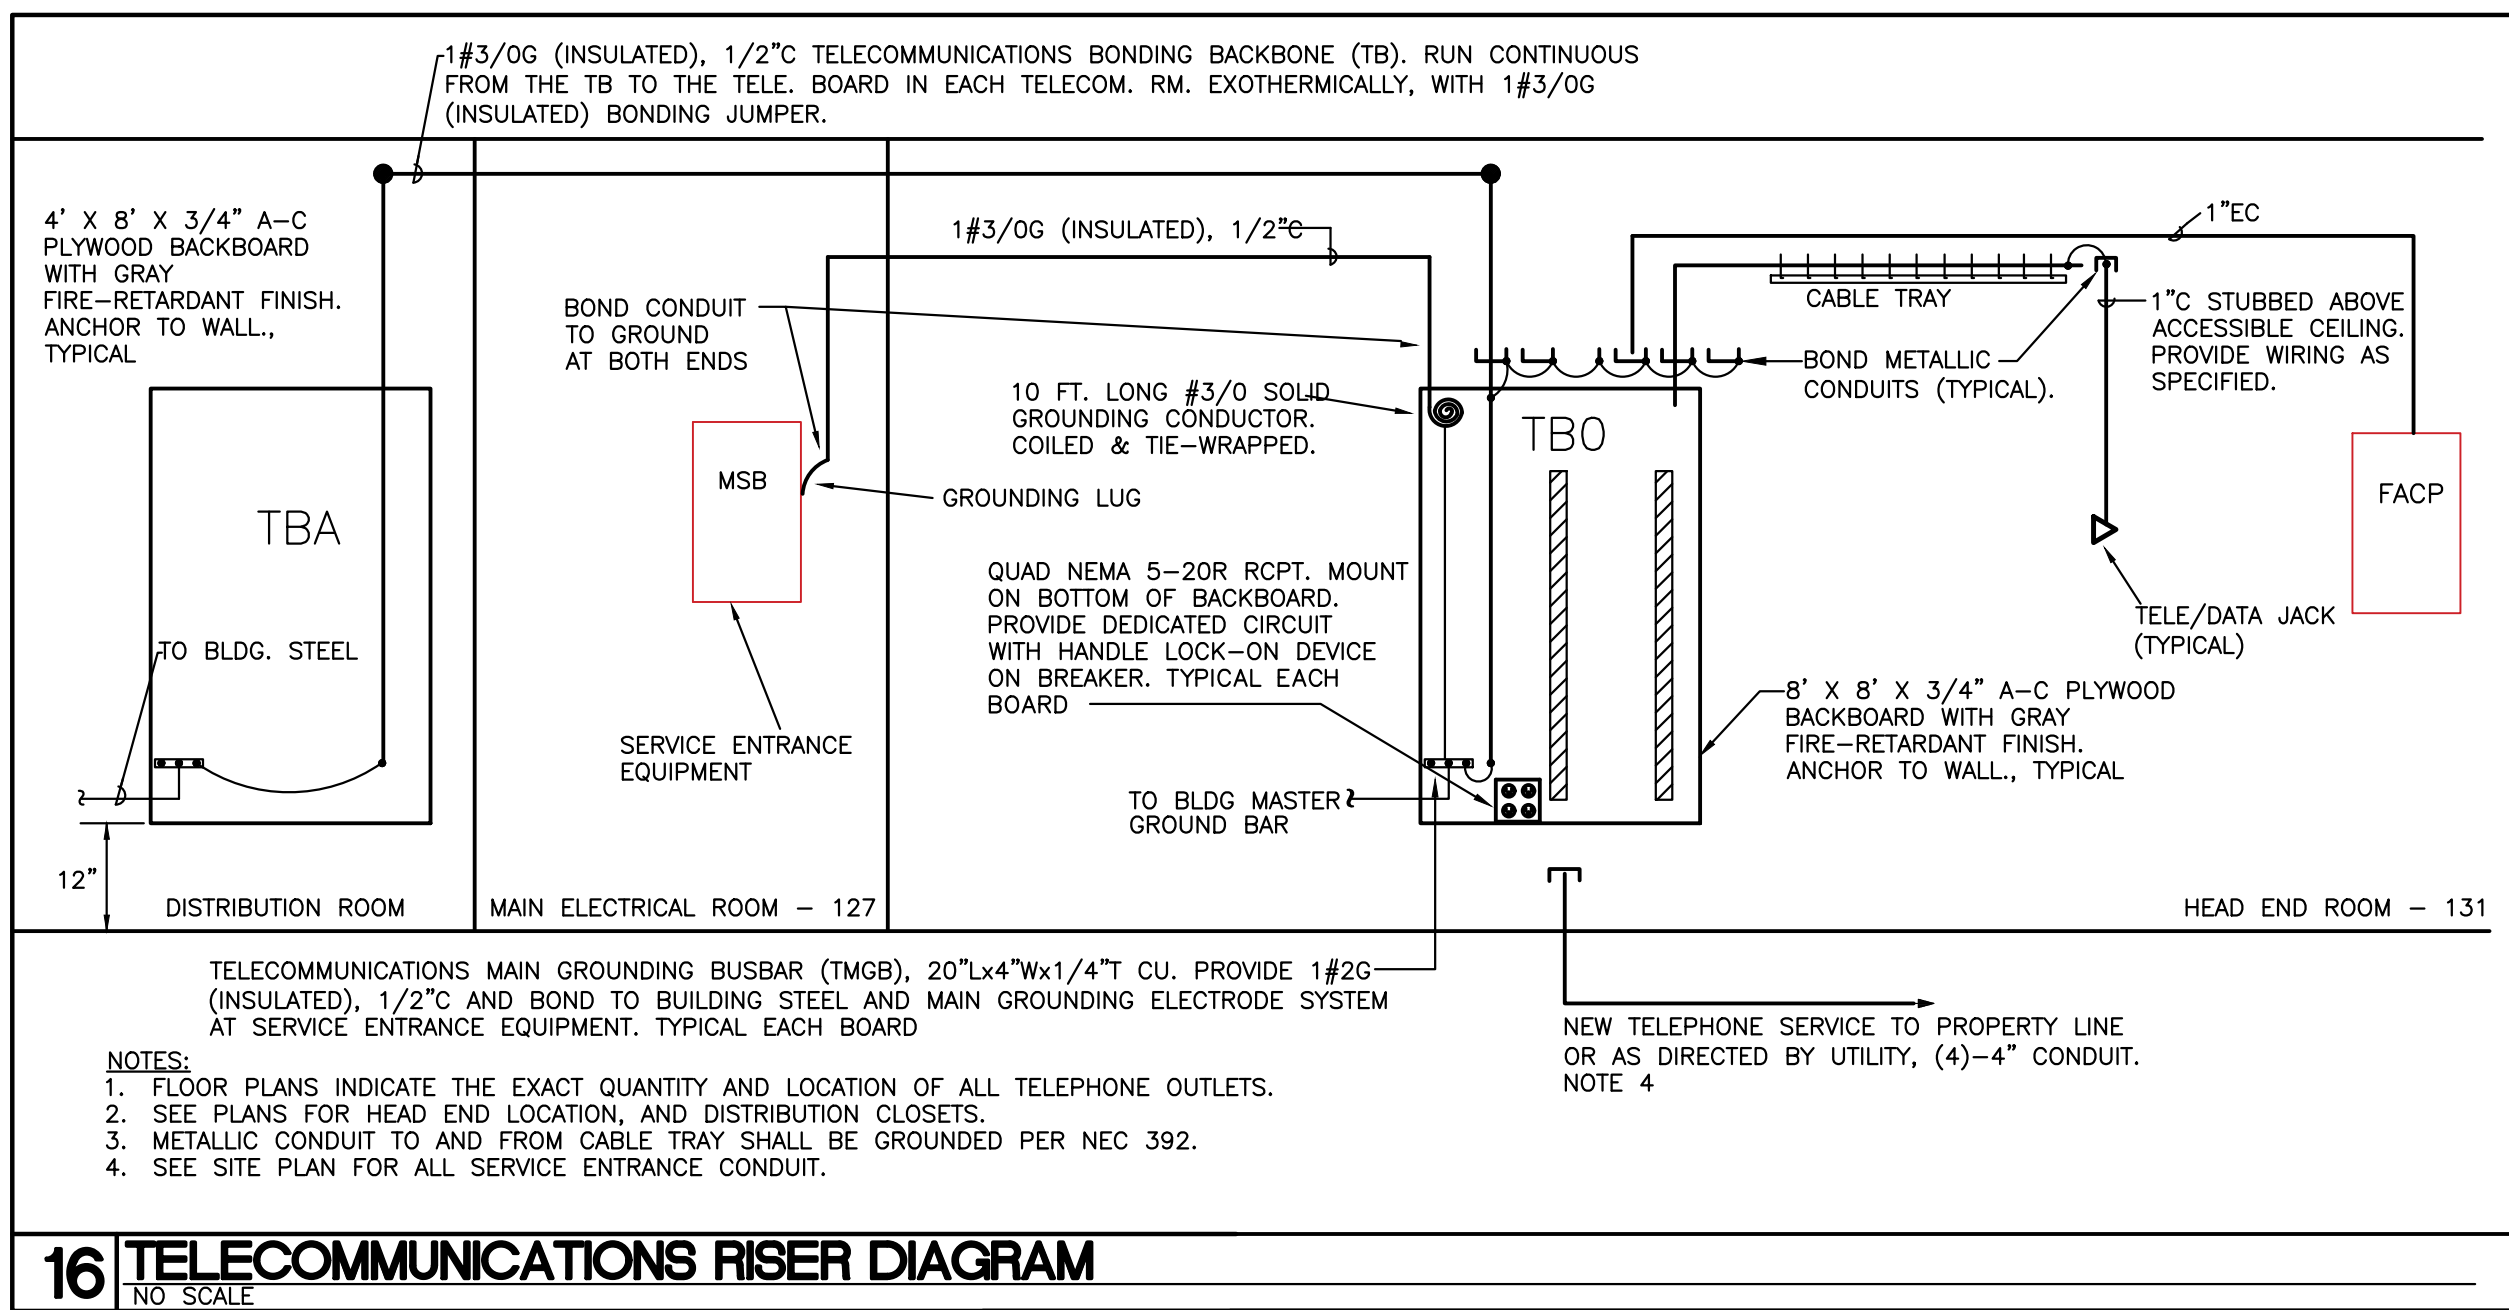 1#3/0G (INSULATED), 1/2"C TELECOMMUNICATIONS BONDING BACKBONE (TB). RUN CONTINUOUS
FROM THE TB TO THE TELE. BOARD IN EACH TELECOM. RM. EXOTHERMICALLY, WITH 1#3/0G
(INSULATED) BONDING JUMPER.
4' X 8' X 3/4" A-C
PLYWOOD BACKBOARD
WITH GRAY
FIRE-RETARDANT FINISH.
ANCHOR TO WALL.,
TYPICAL
TBA
TO BLDG. STEEL
12"
DISTRIBUTION ROOM
BOND CONDUIT
TO GROUND
AT BOTH ENDS
MSB
SERVICE ENTRANCE
EQUIPMENT
MAIN ELECTRICAL ROOM - 127
1#3/0G (INSULATED), 1/2"C
10 FT. LONG #3/0 SOLID
GROUNDING CONDUCTOR.
COILED & TIE-WRAPPED.
GROUNDING LUG
QUAD NEMA 5-20R RCPT. MOUNT
ON BOTTOM OF BACKBOARD.
PROVIDE DEDICATED CIRCUIT
WITH HANDLE LOCK-ON DEVICE
ON BREAKER. TYPICAL EACH
BOARD
TO BLDG MASTER
GROUND BAR
TB0
1"EC
CABLE TRAY
BOND METALLIC
CONDUITS (TYPICAL).
1"C STUBBED ABOVE
ACCESSIBLE CEILING.
PROVIDE WIRING AS
SPECIFIED.
FACP
TELE/DATA JACK
(TYPICAL)
8' X 8' X 3/4" A-C PLYWOOD
BACKBOARD WITH GRAY
FIRE-RETARDANT FINISH.
ANCHOR TO WALL., TYPICAL
HEAD END ROOM - 131
TELECOMMUNICATIONS MAIN GROUNDING BUSBAR (TMGB), 20"Lx4"Wx1/4"T CU. PROVIDE 1#2G
(INSULATED), 1/2"C AND BOND TO BUILDING STEEL AND MAIN GROUNDING ELECTRODE SYSTEM
AT SERVICE ENTRANCE EQUIPMENT. TYPICAL EACH BOARD
NEW TELEPHONE SERVICE TO PROPERTY LINE
OR AS DIRECTED BY UTILITY, (4)-4" CONDUIT.
NOTE 4
NOTES:
1. FLOOR PLANS INDICATE THE EXACT QUANTITY AND LOCATION OF ALL TELEPHONE OUTLETS.
2. SEE PLANS FOR HEAD END LOCATION, AND DISTRIBUTION CLOSETS.
3. METALLIC CONDUIT TO AND FROM CABLE TRAY SHALL BE GROUNDED PER NEC 392.
4. SEE SITE PLAN FOR ALL SERVICE ENTRANCE CONDUIT.
16 TELECOMMUNICATIONS RISER DIAGRAM
NO SCALE